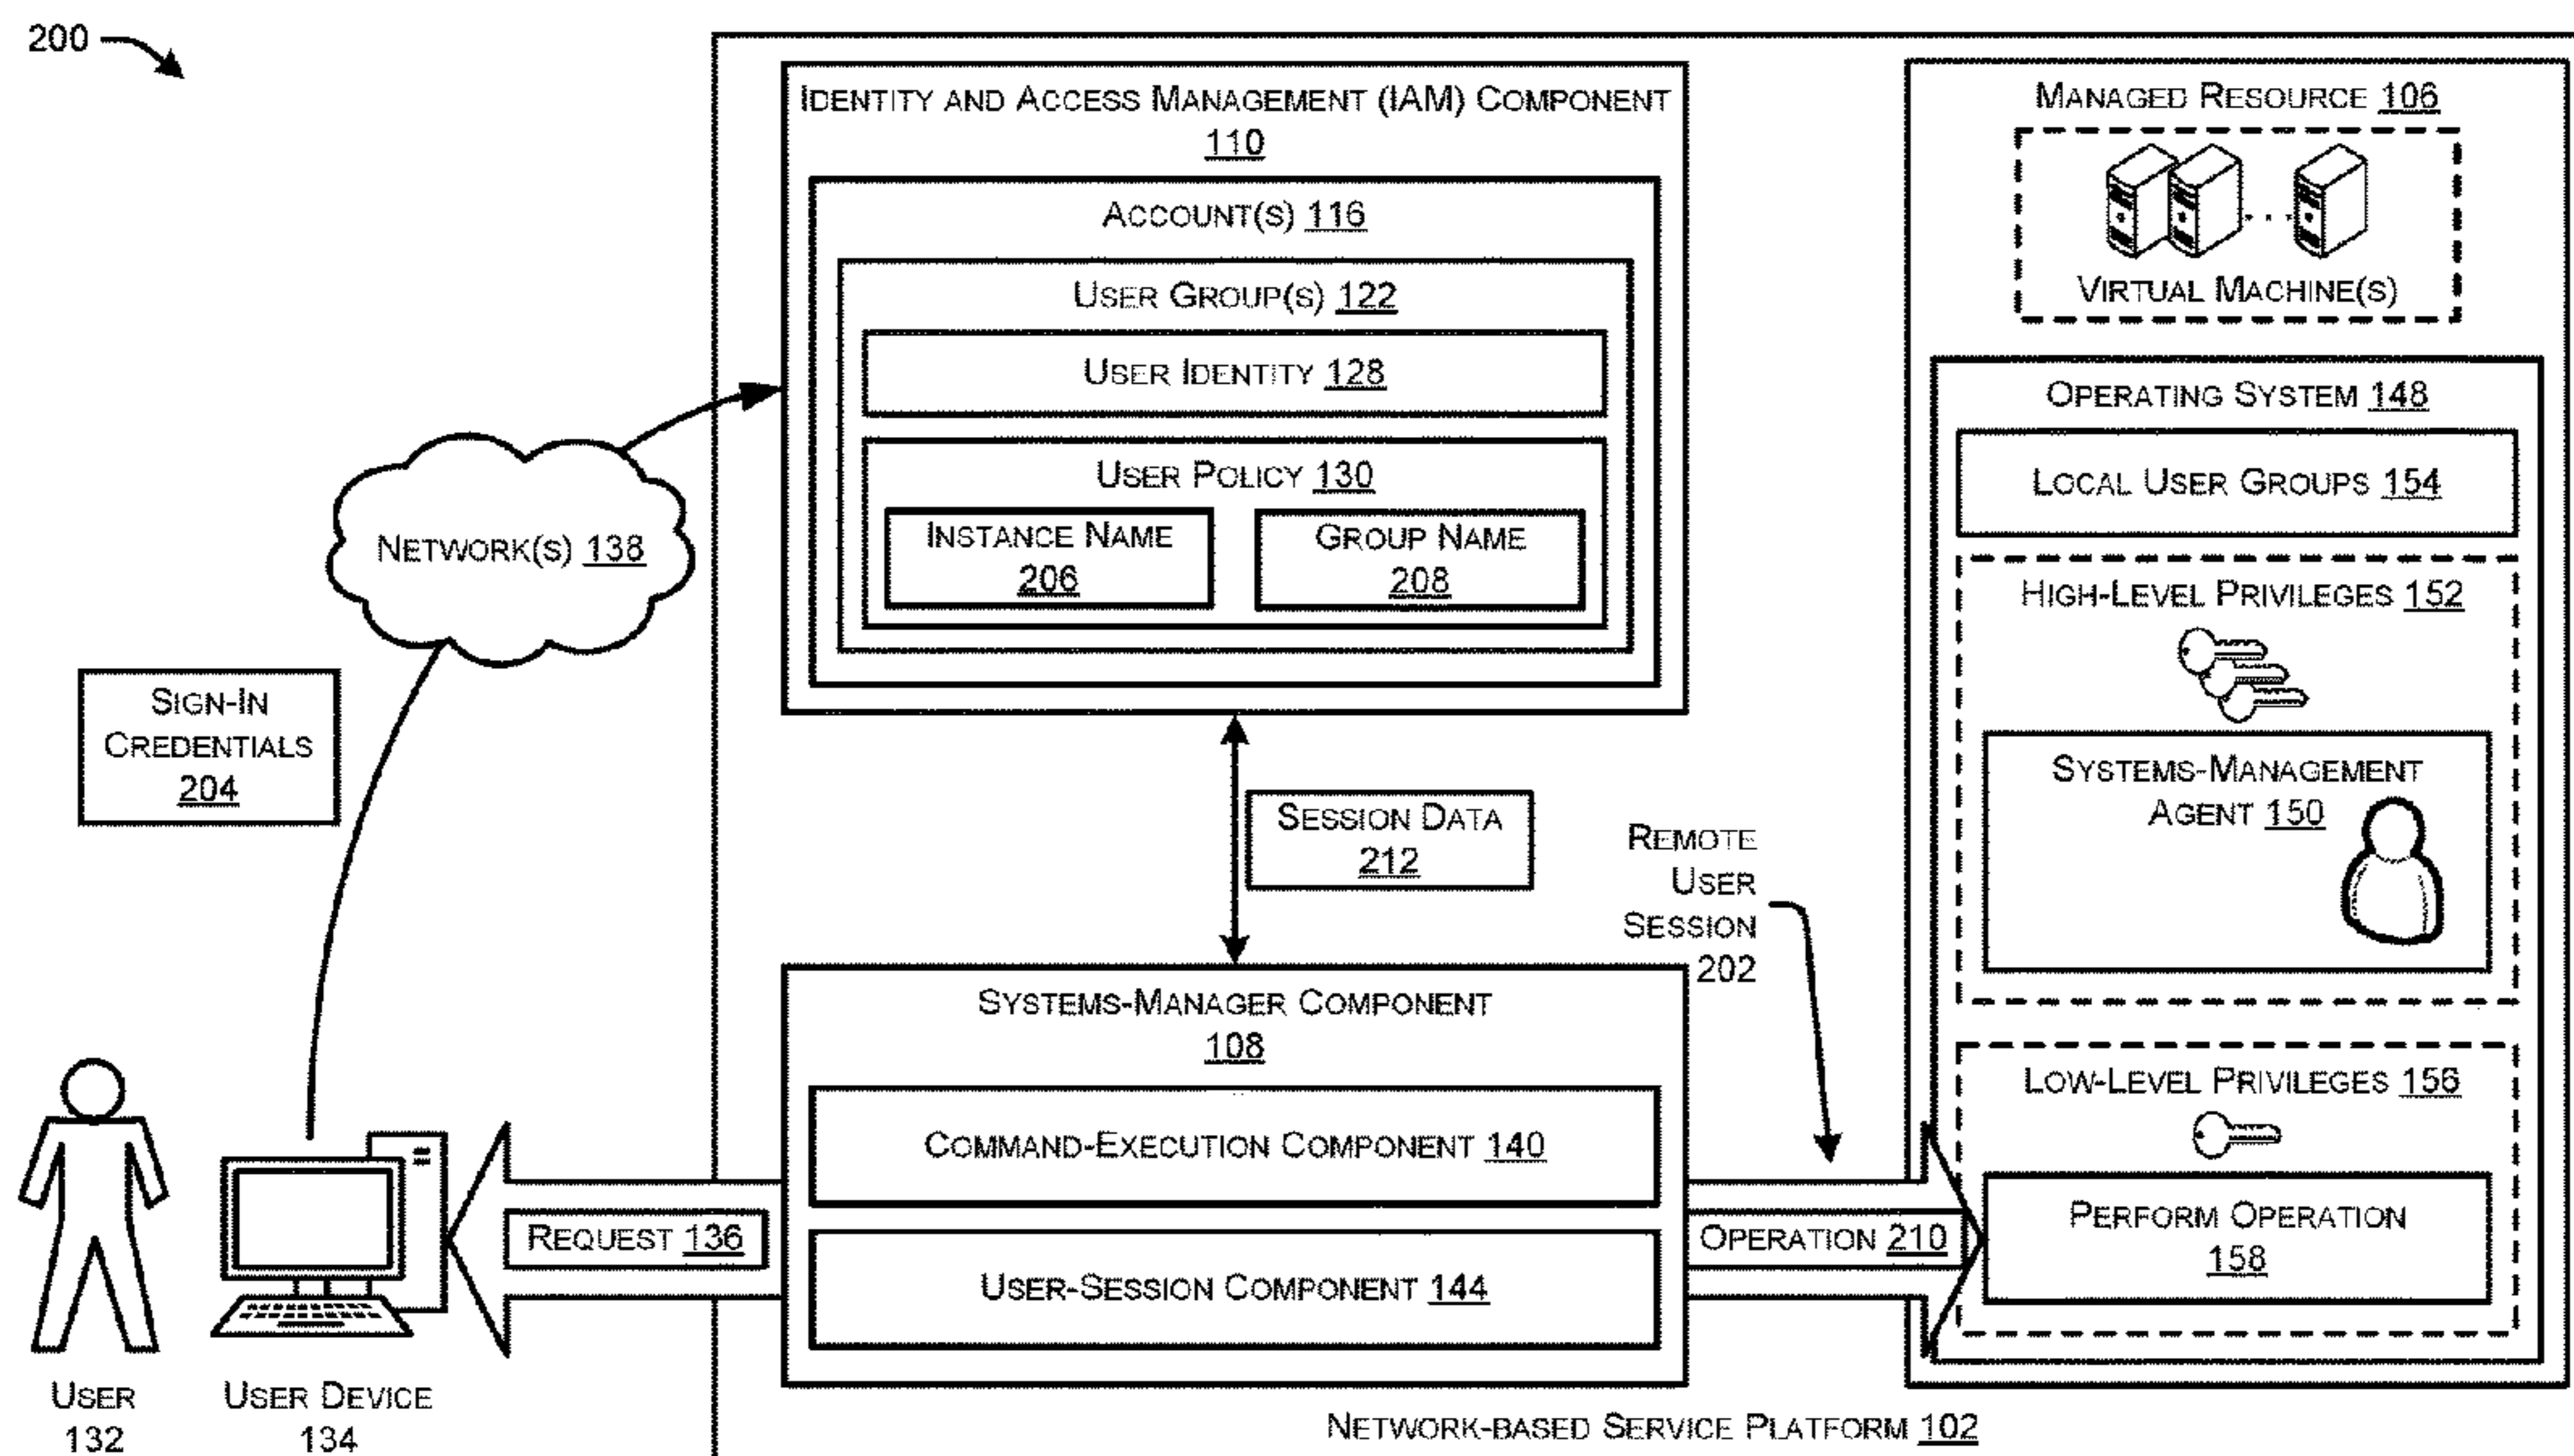 200
IDENTITY AND ACCESS MANAGEMENT (IAM) COMPONENT
110
ACCOUNT(S) 116
USER GROUP(S) 122
USER IDENTITY 128
USER POLICY 130
INSTANCE NAME
206
GROUP NAME
208
NETWORK(S) 138
SIGN-IN
CREDENTIALS
204
SESSION DATA
212
REMOTE
USER
SESSION
202
SYSTEMS-MANAGER COMPONENT
108
COMMAND-EXECUTION COMPONENT 140
USER-SESSION COMPONENT 144
REQUEST 136
OPERATION 210
USER
132
USER DEVICE
134
MANAGED RESOURCE 106
VIRTUAL MACHINE(S)
OPERATING SYSTEM 148
LOCAL USER GROUPS 154
HIGH-LEVEL PRIVILEGES 152
SYSTEMS-MANAGEMENT
AGENT 150
LOW-LEVEL PRIVILEGES 156
PERFORM OPERATION
158
NETWORK-BASED SERVICE PLATFORM 102